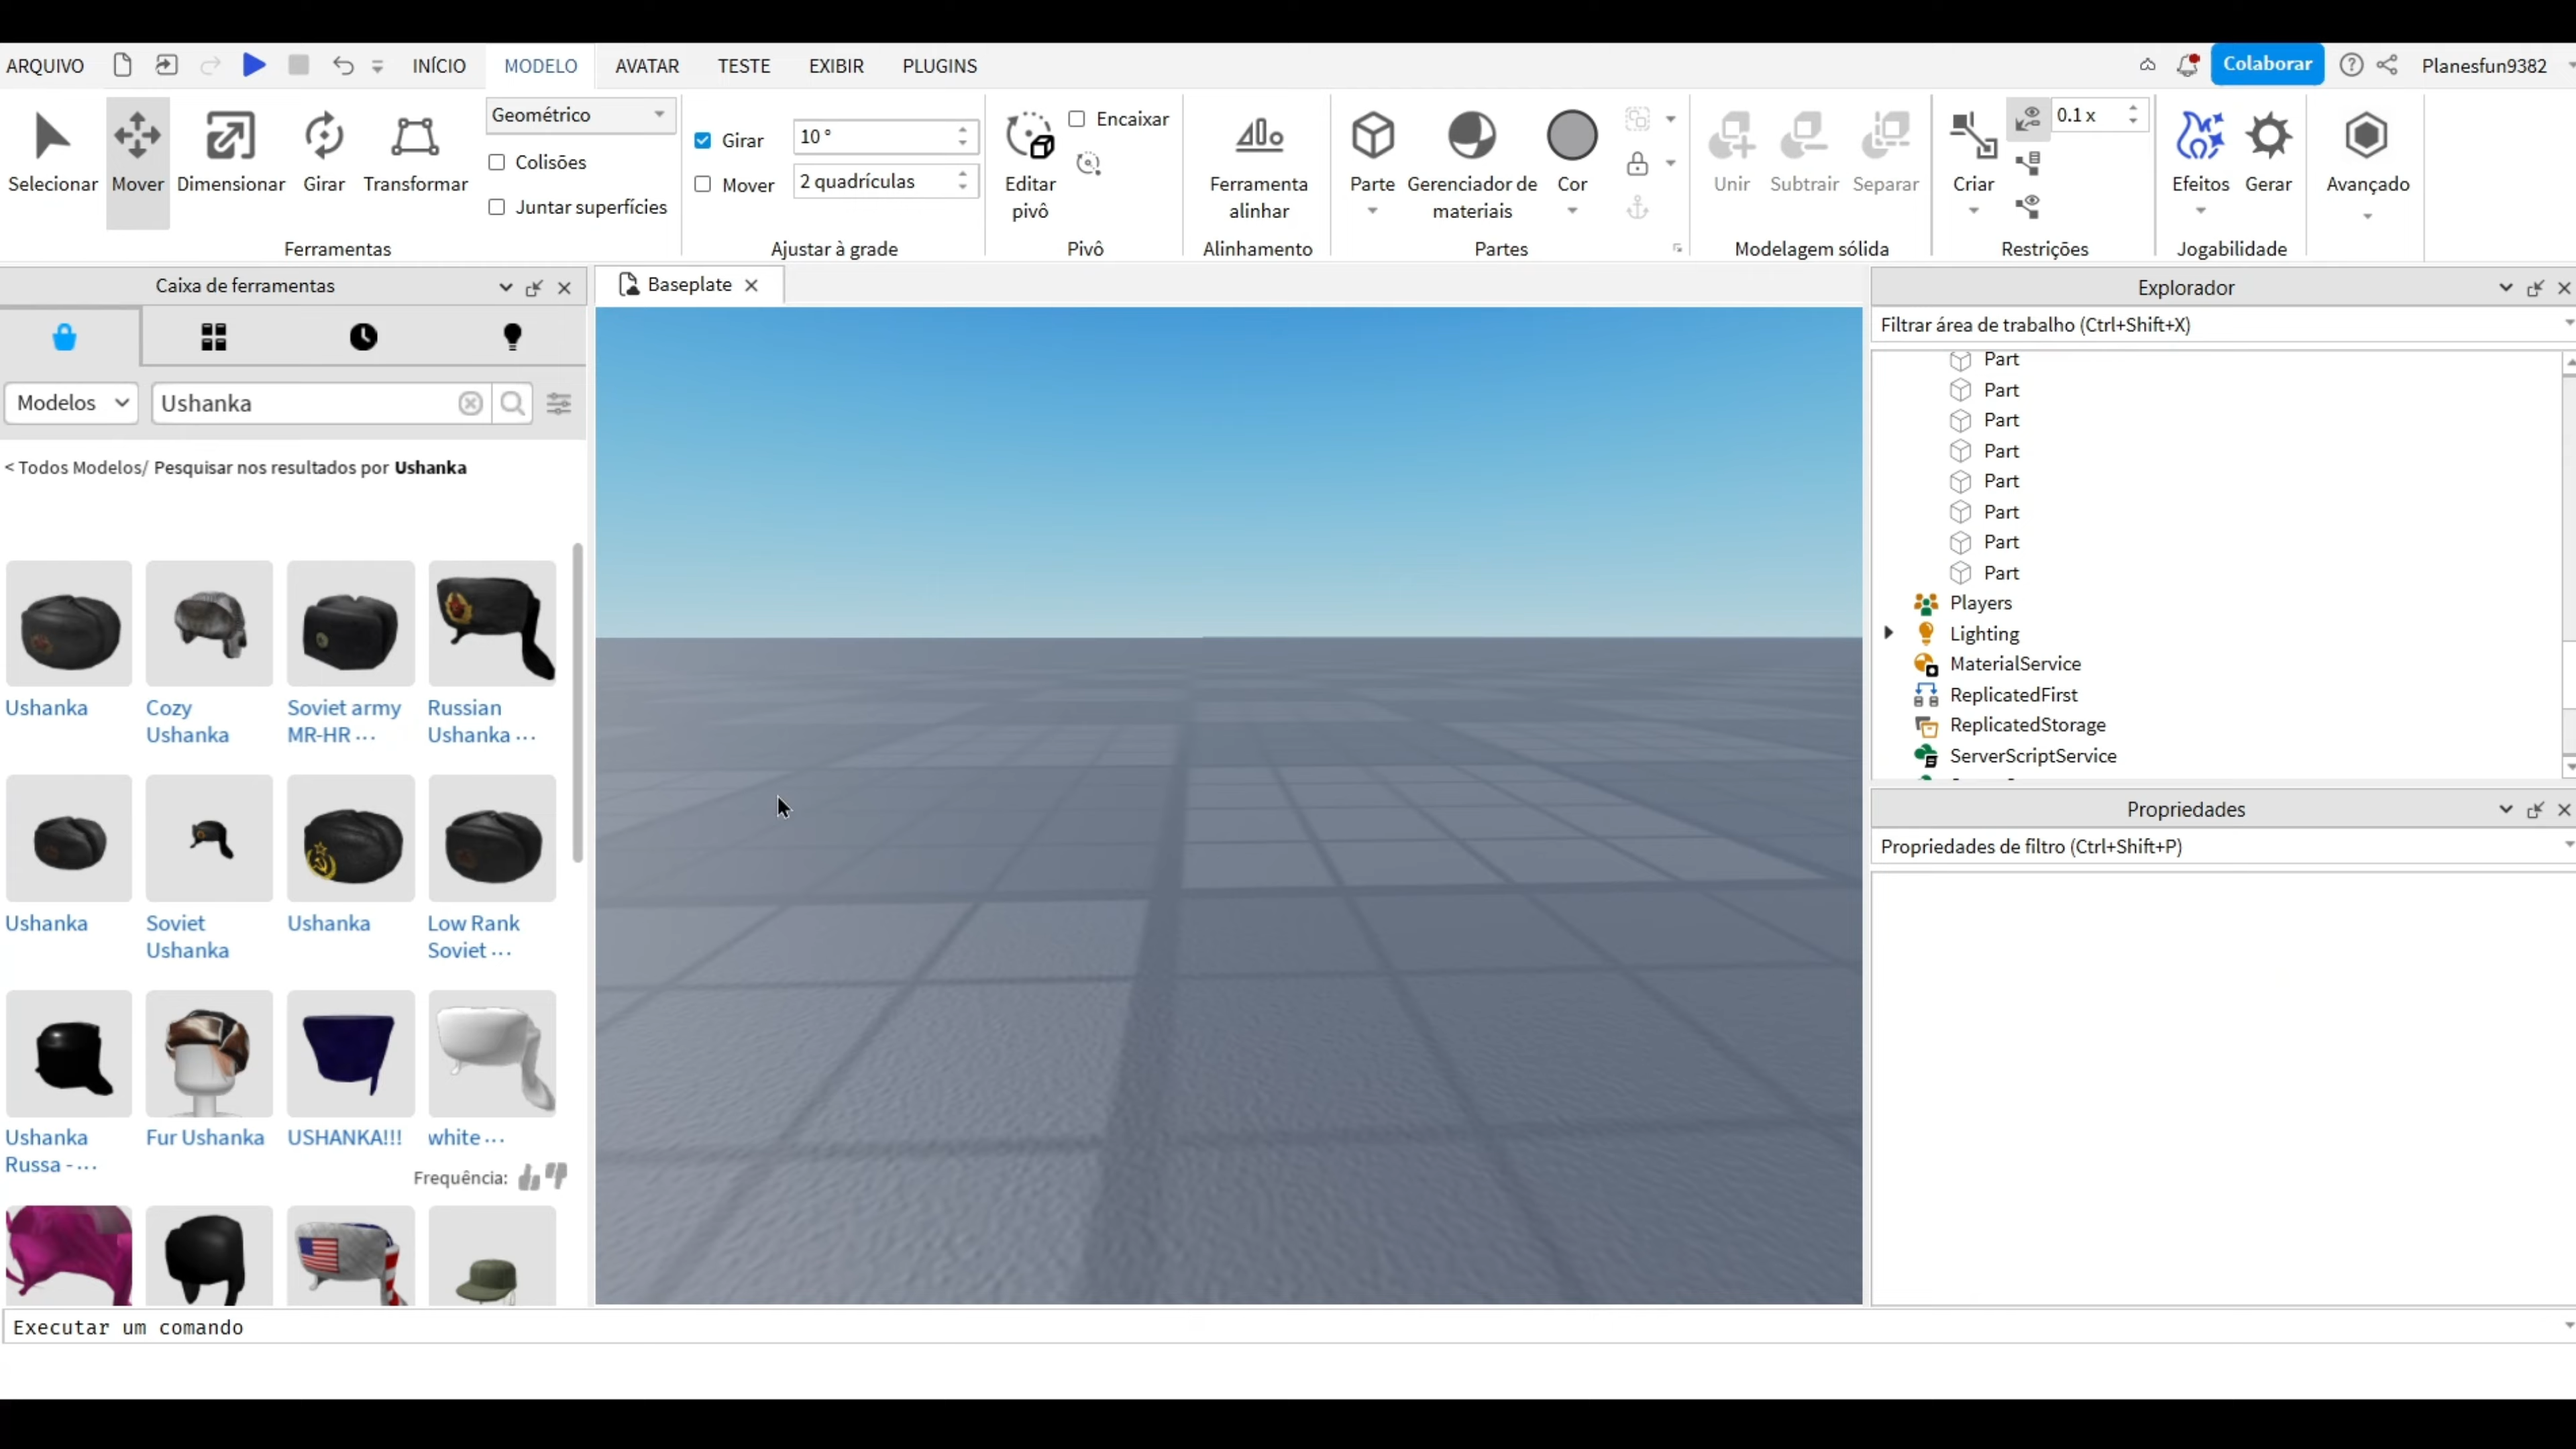 ARQUIVO INÍCIO MODELO AVATAR TESTE EXIBIR PLUGINS Colaborar Planesfun9382
Selecionar Mover Dimensionar Girar Transformar
Geométrico
Colisões
Juntar superfícies
Ferramentas
Girar 10 °
Mover 2 quadrículas
Ajustar à grade
Editar
pivô
Encaixar
Pivô
Ferramenta
alinhar
Alinhamento
Parte
Gerenciador de
materiais
Cor
Partes
Unir Subtrair Separar
Modelagem sólida
Criar
0.1 x
Restrições
Efeitos Gerar
Jogabilidade
Avançado
Caixa de ferramentas
Modelos Ushanka
< Todos Modelos/ Pesquisar nos resultados por Ushanka
Ushanka
Cozy
Ushanka
Soviet army
MR-HR ...
Russian
Ushanka ...
Ushanka
Soviet
Ushanka
Ushanka
Low Rank
Soviet ...
Ushanka
Russa - ...
Fur Ushanka
USHANKA!!!
white ...
Frequência:
Baseplate
Explorador
Filtrar área de trabalho (Ctrl+Shift+X)
Part
Part
Part
Part
Part
Part
Part
Part
Players
Lighting
MaterialService
ReplicatedFirst
ReplicatedStorage
ServerScriptService
Propriedades
Propriedades de filtro (Ctrl+Shift+P)
Executar um comando